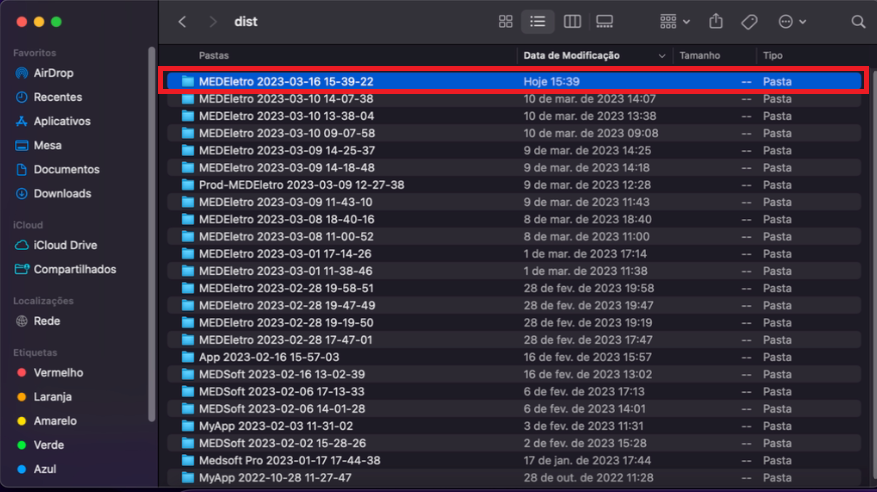 dist
Favoritos
AirDrop
Recentes
Aplicativos
Mesa
Documentos
Downloads
iCloud
iCloud Drive
Compartilhados
Localizações
Rede
Etiquetas
Vermelho
Laranja
Amarelo
Verde
Azul
Pastas Data de Modificação Tamanho Tipo
MEDEletro 2023-03-16 15-39-22 Hoje 15:39 -- Pasta
MEDEletro 2023-03-10 14-07-38 10 de mar. de 2023 14:07 -- Pasta
MEDEletro 2023-03-10 13-38-04 10 de mar. de 2023 13:38 -- Pasta
MEDEletro 2023-03-10 09-07-58 10 de mar. de 2023 09:08 -- Pasta
MEDEletro 2023-03-09 14-25-37 9 de mar. de 2023 14:25 -- Pasta
MEDEletro 2023-03-09 14-18-48 9 de mar. de 2023 14:18 -- Pasta
Prod-MEDEletro 2023-03-09 12-27-38 9 de mar. de 2023 12:28 -- Pasta
MEDEletro 2023-03-09 11-43-10 9 de mar. de 2023 11:43 -- Pasta
MEDEletro 2023-03-08 18-40-16 8 de mar. de 2023 18:40 -- Pasta
MEDEletro 2023-03-08 11-00-52 8 de mar. de 2023 11:00 -- Pasta
MEDEletro 2023-03-01 17-14-26 1 de mar. de 2023 17:14 -- Pasta
MEDEletro 2023-03-01 11-38-46 1 de mar. de 2023 11:38 -- Pasta
MEDEletro 2023-02-28 19-58-51 28 de fev. de 2023 19:58 -- Pasta
MEDEletro 2023-02-28 19-47-49 28 de fev. de 2023 19:47 -- Pasta
MEDEletro 2023-02-28 19-19-50 28 de fev. de 2023 19:19 -- Pasta
MEDEletro 2023-02-28 17-47-01 28 de fev. de 2023 17:47 -- Pasta
App 2023-02-16 15-57-03 16 de fev. de 2023 15:57 -- Pasta
MEDSoft 2023-02-16 13-02-39 16 de fev. de 2023 13:02 -- Pasta
MEDSoft 2023-02-06 17-13-33 6 de fev. de 2023 17:13 -- Pasta
MEDSoft 2023-02-06 14-01-28 6 de fev. de 2023 14:01 -- Pasta
MyApp 2023-02-03 11-31-02 3 de fev. de 2023 11:31 -- Pasta
MEDSoft 2023-02-02 15-28-26 2 de fev. de 2023 15:28 -- Pasta
Medsoft Pro 2023-01-17 17-44-38 17 de jan. de 2023 17:44 -- Pasta
MyApp 2022-10-28 11-27-47 28 de out. de 2022 11:28 -- Pasta